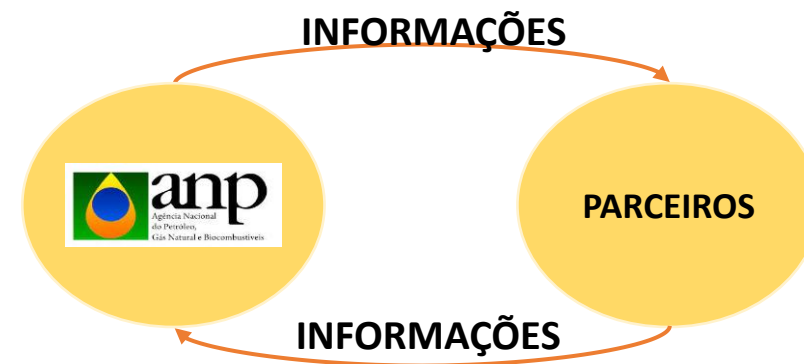 INFORMAÇÕES
anp
Agência Nacional
do Petróleo,
Gás Natural e Biocombustíveis
PARCEIROS
INFORMAÇÕES